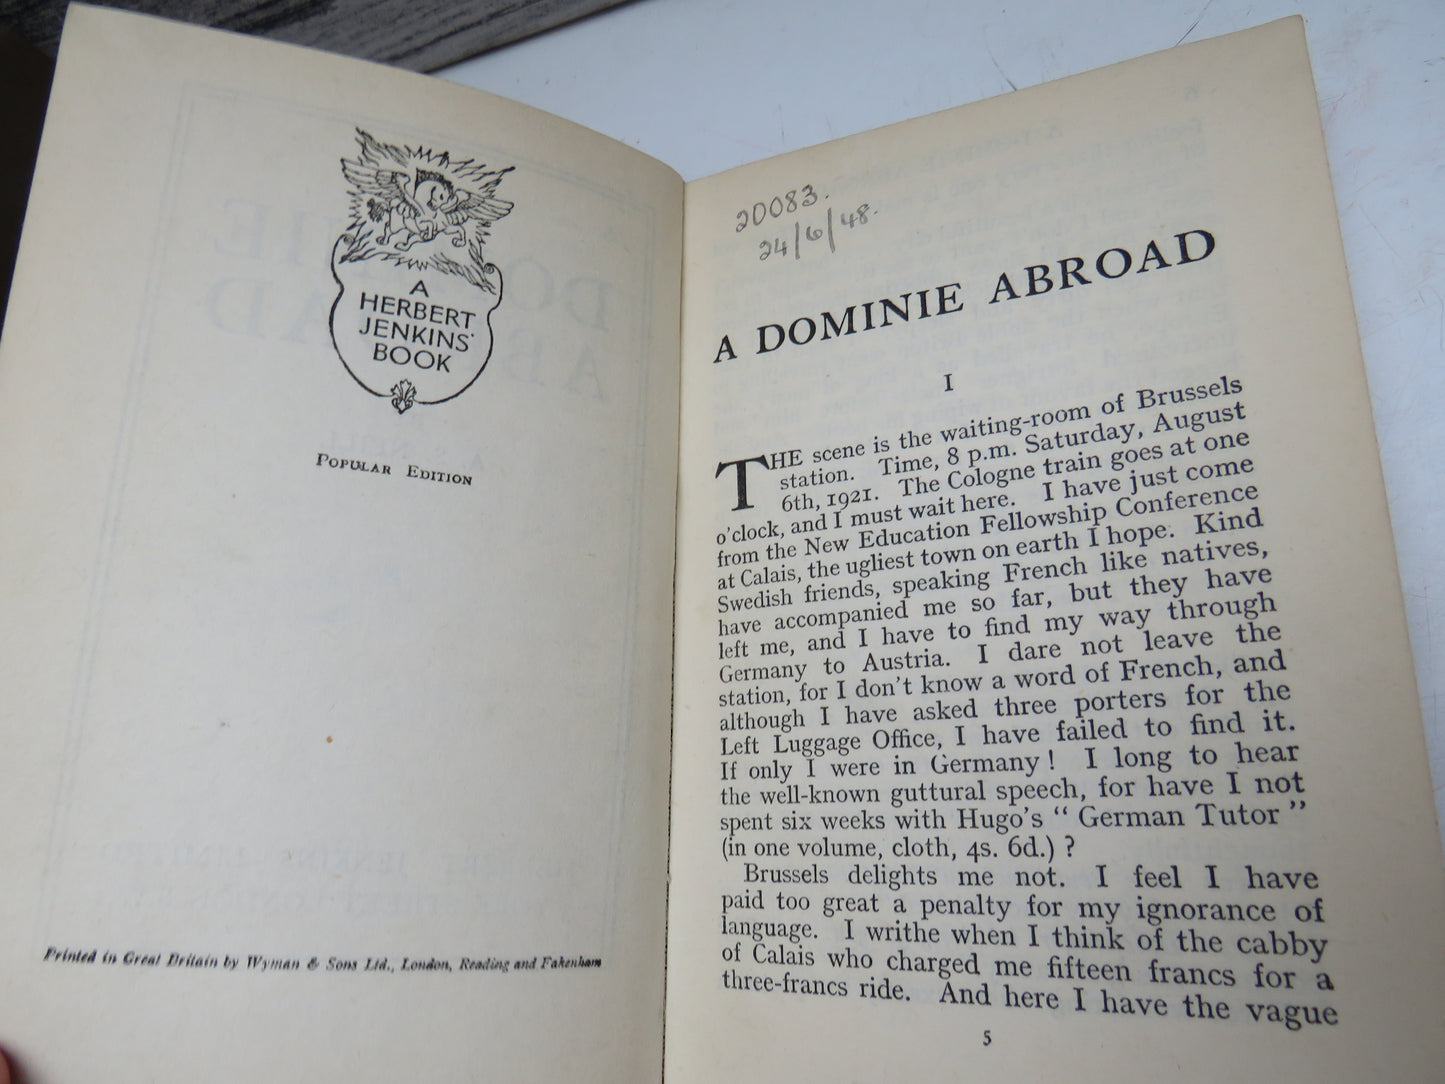 A
HERBERT
JENKINS'
BOOK
POPULAR EDITION
Printed in Great Britain by Wyman & Sons Ltd., London, Reading and Fakenham
20083.
24/6/48.
A DOMINIE ABROAD
I
THE scene is the waiting-room of Brussels
station. Time, 8 p.m. Saturday, August
6th, 1921. The Cologne train goes at one
o'clock, and I must wait here. I have just come
from the New Education Fellowship Conference
at Calais, the ugliest town on earth I hope. Kind
Swedish friends, speaking French like natives,
have accompanied me so far, but they have
left me, and I have to find my way through
Germany to Austria. I dare not leave the
station, for I don't know a word of French, and
although I have asked three porters for the
Left Luggage Office, I have failed to find it.
If only I were in Germany! I long to hear
the well-known guttural speech, for have I not
spent six weeks with Hugo's " German Tutor "
(in one volume, cloth, 4s. 6d.) ?
Brussels delights me not. I feel I have
paid too great a penalty for my ignorance of
language. I writhe when I think of the cabby
of Calais who charged me fifteen francs for a
three-francs ride. And here I have the vague
5